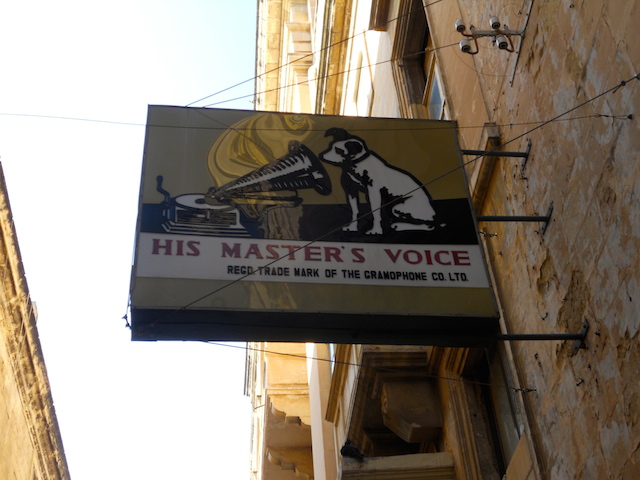 HIS MASTER'S VOICE
REGD. TRADE MARK OF THE GRAMOPHONE CO. LTD.